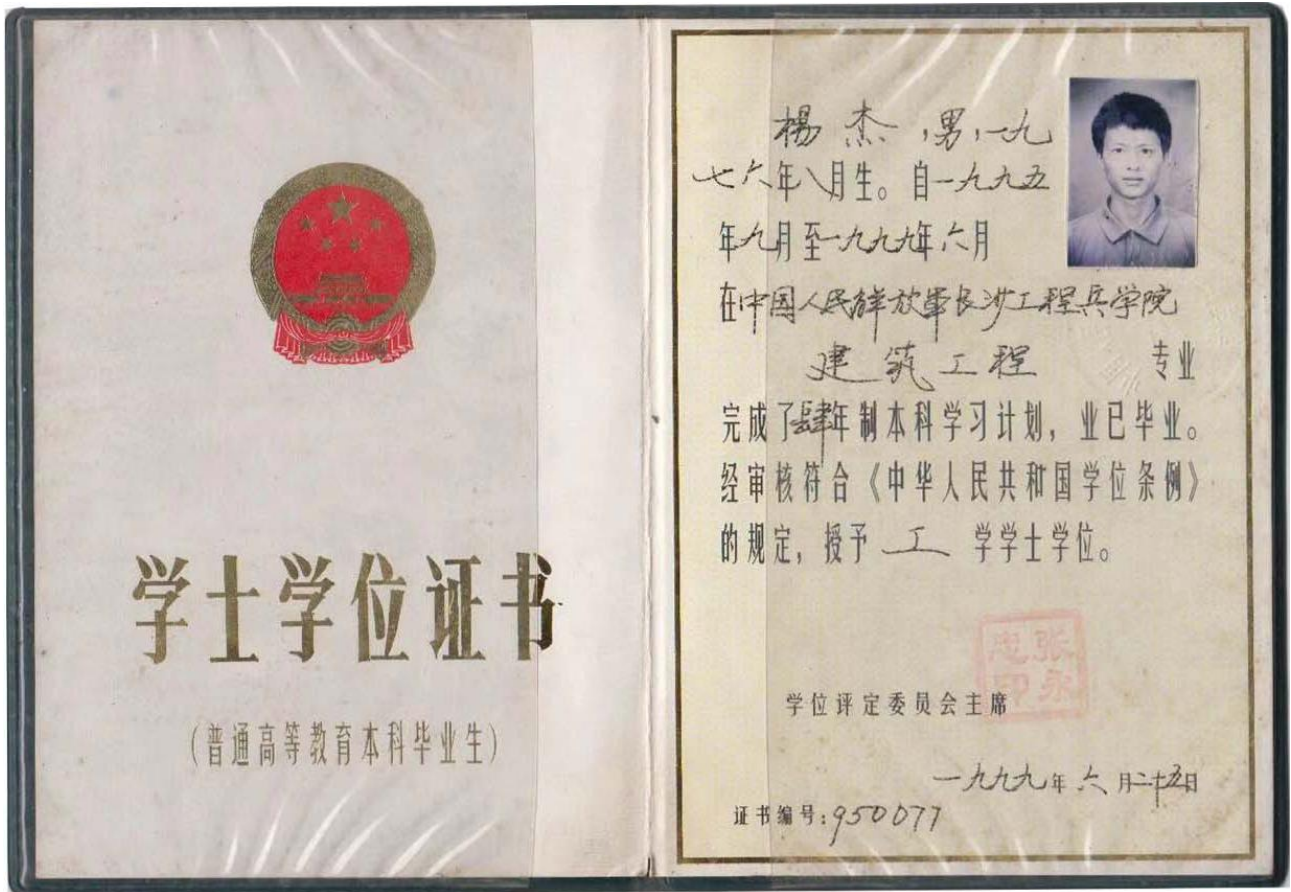 学士学位证书
(普通高等教育本科毕业生)
楊杰,男,一九
七六年八月生。自一九九五
年九月至一九九九年六月
在中国人民解放军长沙工程兵学院
建筑工程 专业
完成了肆年制本科学习计划,业已毕业。
经审核符合《中华人民共和国学位条例》
的规定,授予 工 学学士学位。
张永
忠印
学位评定委员会主席
一九九九年六月二十五日
证书编号:950077